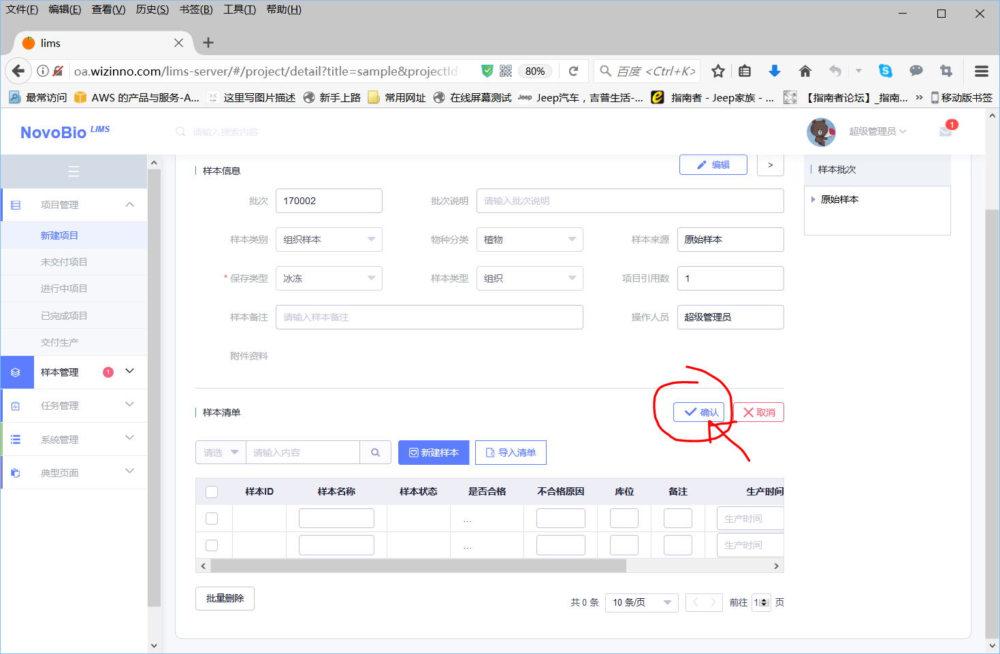 文件(F) 编辑(E) 查看(V) 历史(S) 书签(B) 工具(T) 帮助(H)
lims
oa.wizinno.com/lims-server/#/project/detail?title=sample&projectId=
80%
百度 <Ctrl+K>
最常访问 AWS 的产品与服务-A... 这里写图片描述 新手上路 常用网址 在线屏幕测试 Jeep Jeep汽车，吉普生活-... 指南者 - Jeep家族 - ... 【指南者论坛】_指南... » 移动版书签
NovoBio LIMS
请输入搜索内容
超级管理员
1
项目管理
新建项目
未交付项目
进行中项目
已完成项目
交付生产
样本管理 1
任务管理
系统管理
典型页面
样本信息 编辑 >
批次 170002 批次说明 请输入批次说明
样本类别 组织样本 物种分类 植物 样本来源 原始样本
* 保存类型 冰冻 样本类型 组织 项目引用数 1
样本备注 请输入样本备注 操作人员 超级管理员
附件资料
样本批次
原始样本
样本清单 确认 取消
请选 请输入内容 新建样本 导入清单
样本ID 样本名称 样本状态 是否合格 不合格原因 库位 备注 生产时间
... 生产时间
... 生产时间
批量删除
共 0 条 10 条/页 前往 1 页